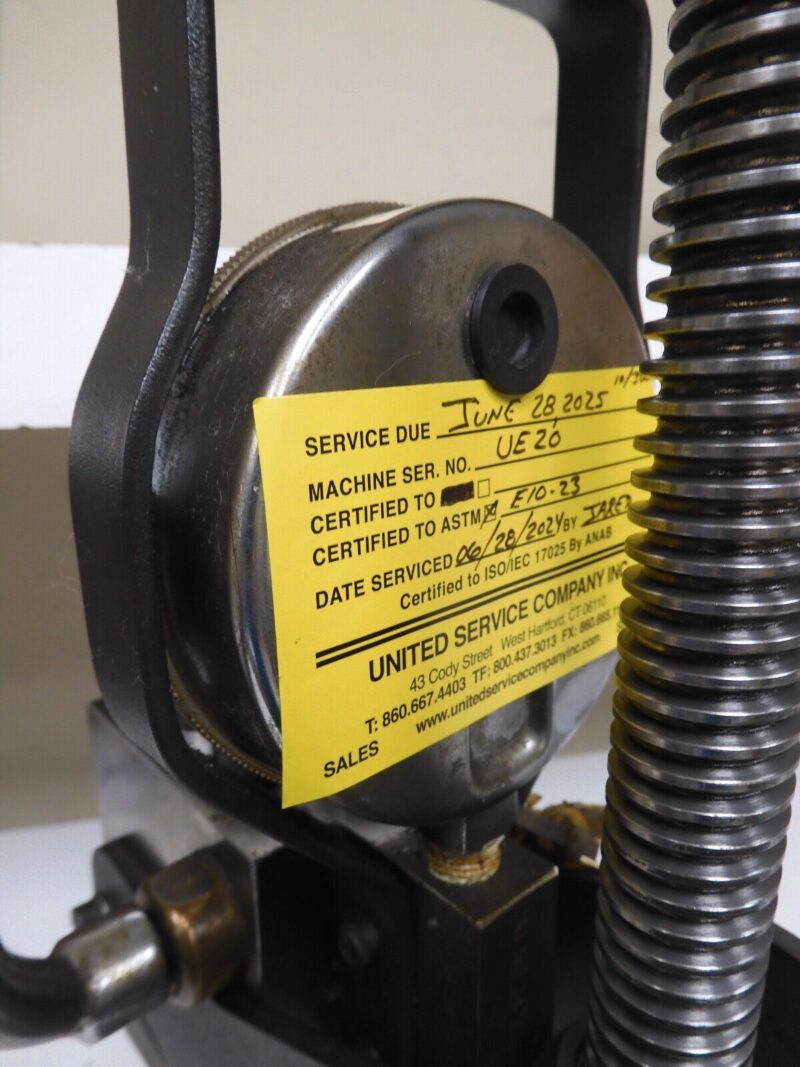 SERVICE DUE JUNE 28, 2025
MACHINE SER. NO. UE20
CERTIFIED TO
CERTIFIED TO ASTM E10-23
DATE SERVICED 06/28/2024 BY
Certified to ISO/IEC 17025 By ANAB
UNITED SERVICE COMPANY INC
43 Cody Street West Hartford, CT 06110
T: 860.667.4403 TF: 800.437.3013 FX:
www.unitedservicecompanyinc.com
SALES